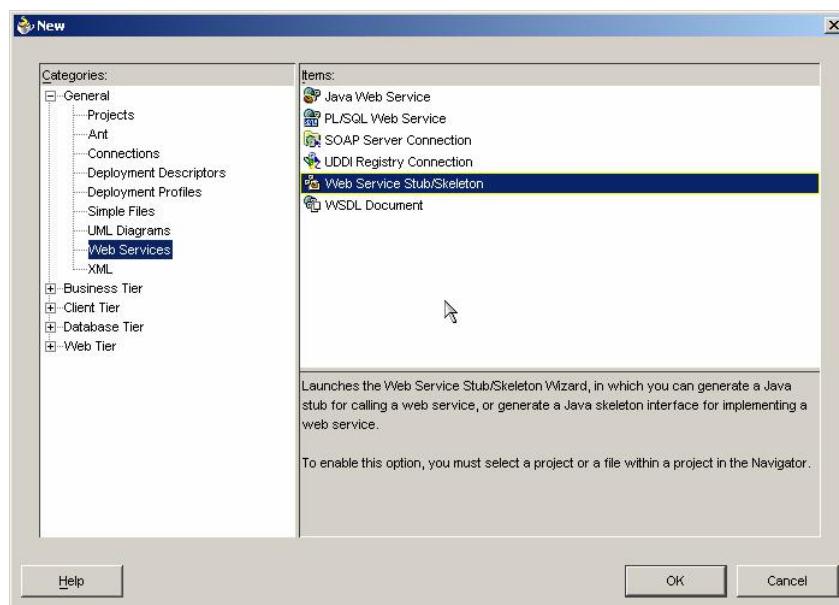 New
Categories:
General
Projects
Ant
Connections
Deployment Descriptors
Deployment Profiles
Simple Files
UML Diagrams
Web Services
XML
Business Tier
Client Tier
Database Tier
Web Tier
Items:
Java Web Service
PL/SQL Web Service
SOAP Server Connection
UDDI Registry Connection
Web Service Stub/Skeleton
WSDL Document
Launches the Web Service Stub/Skeleton Wizard, in which you can generate a Java
stub for calling a web service, or generate a Java skeleton interface for implementing a
web service.
To enable this option, you must select a project or a file within a project in the Navigator.
Help
OK
Cancel